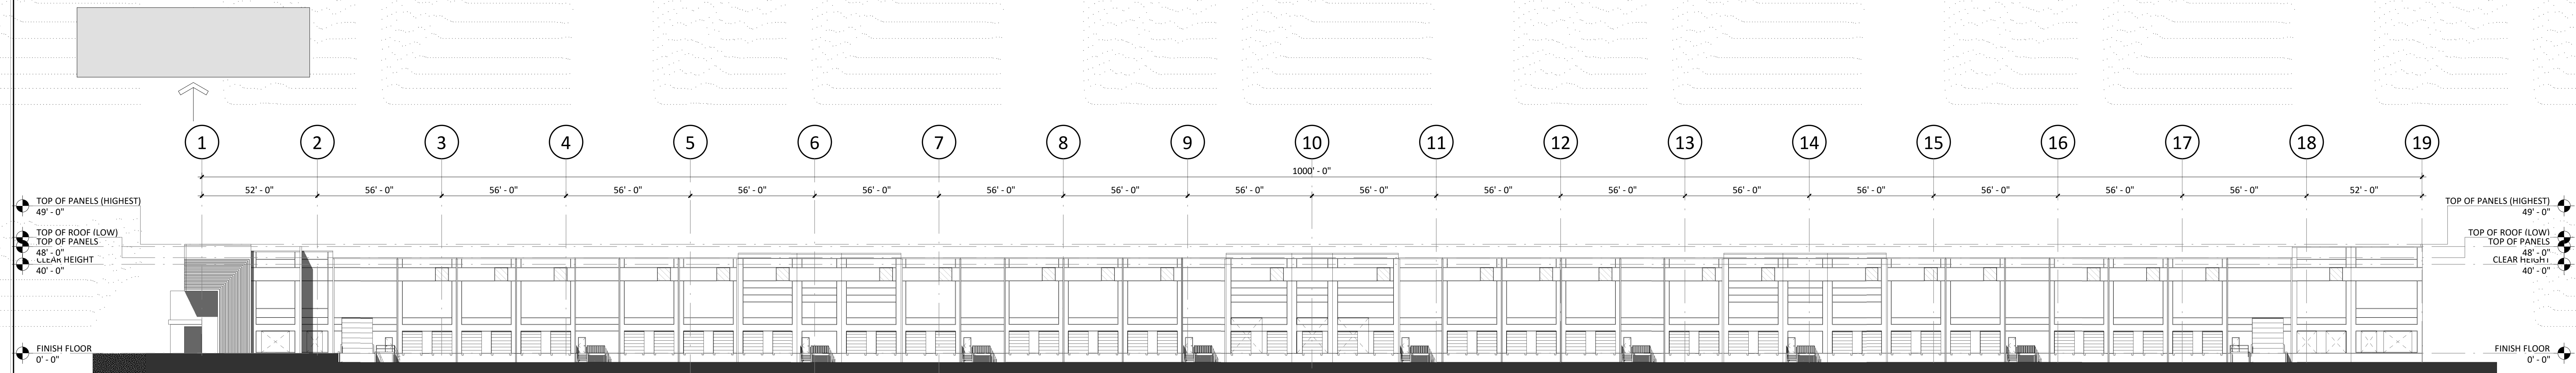 1 2 3 4 5 6 7 8 9 10 11 12 13 14 15 16 17 18 19
1000' - 0"
52' - 0" 56' - 0" 56' - 0" 56' - 0" 56' - 0" 56' - 0" 56' - 0" 56' - 0" 56' - 0" 56' - 0" 56' - 0" 56' - 0" 56' - 0" 56' - 0" 56' - 0" 56' - 0" 56' - 0" 52' - 0"
TOP OF PANELS (HIGHEST)
49' - 0"
TOP OF ROOF (LOW)
TOP OF PANELS
48' - 0"
CLEAR HEIGHT
40' - 0"
FINISH FLOOR
0' - 0"
TOP OF PANELS (HIGHEST)
49' - 0"
TOP OF ROOF (LOW)
TOP OF PANELS
48' - 0"
CLEAR HEIGHT
40' - 0"
FINISH FLOOR
0' - 0"